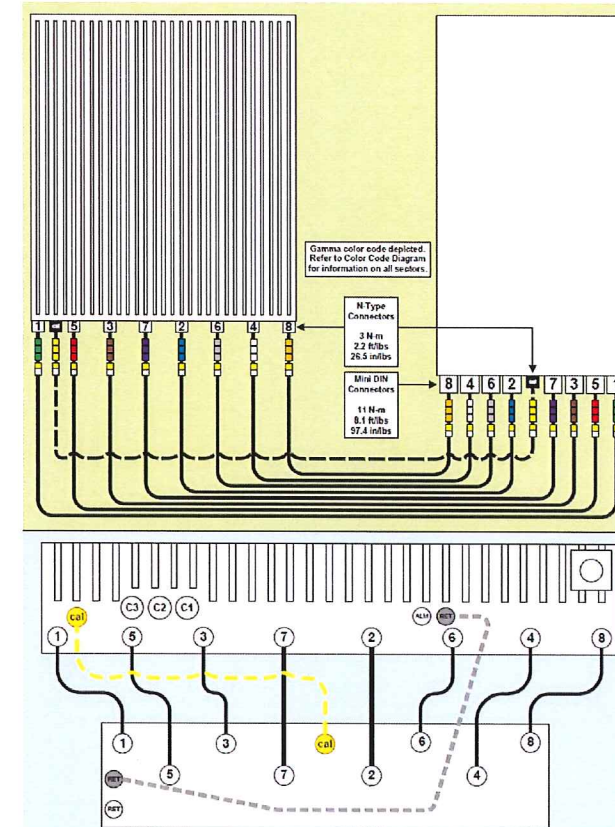 Gamma color code depicted.
Refer to Color Code Diagram
for information on all sectors.
N-Type
Connectors
3 N-m
2.2 ft/lbs
26.5 in/lbs
1 5 3 7 2 6 4 8
Mini DIN
Connectors
11 N-m
8.1 ft/lbs
97.4 in/lbs
8 4 6 2 7 3 5 1
C3 C2 C1
cal ALM RET
1 5 3 7 2 6 4 8
1 3 cal 6 8
5 7 2 4
RET
RET